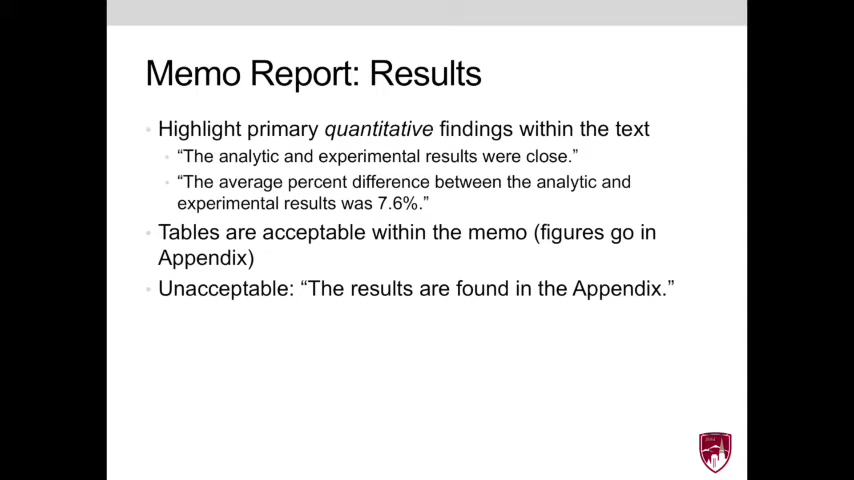 Memo Report: Results
• Highlight primary quantitative findings within the text
• “The analytic and experimental results were close.”
• “The average percent difference between the analytic and
experimental results was 7.6%.”
• Tables are acceptable within the memo (figures go in
Appendix)
• Unacceptable: “The results are found in the Appendix.”